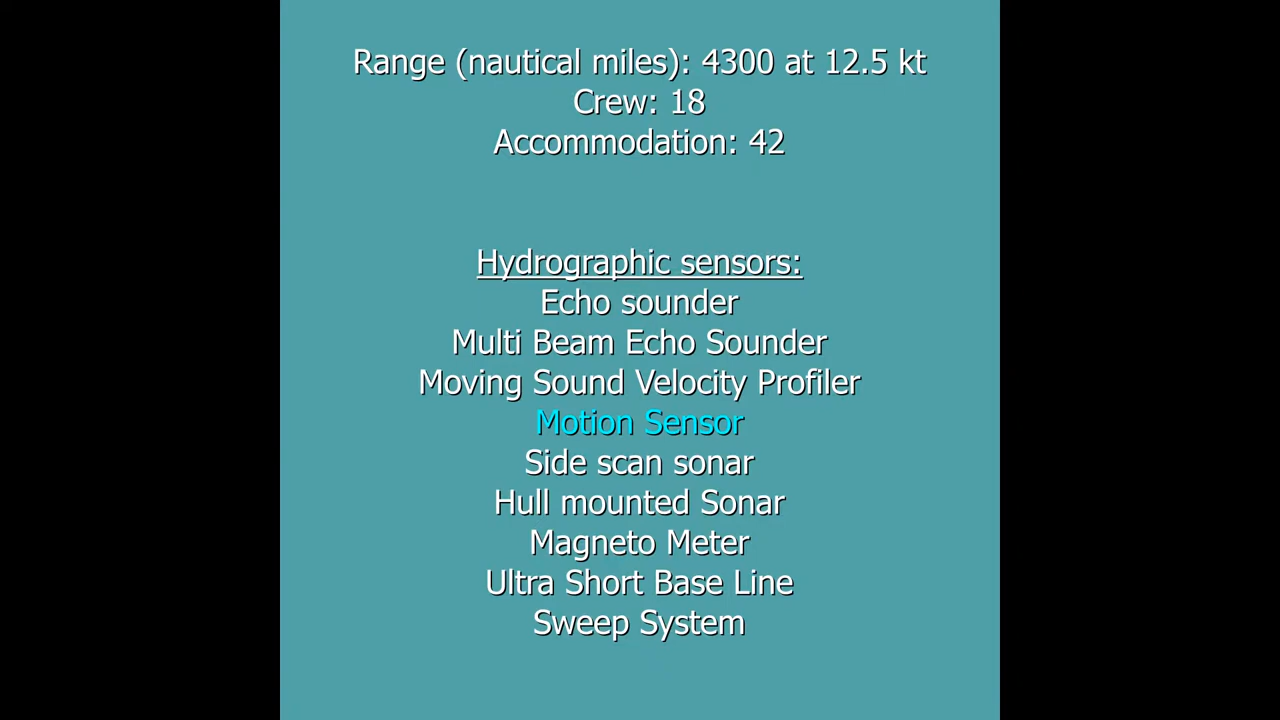 Range (nautical miles): 4300 at 12.5 kt
Crew: 18
Accommodation: 42
Hydrographic sensors:
Echo sounder
Multi Beam Echo Sounder
Moving Sound Velocity Profiler
Motion Sensor
Side scan sonar
Hull mounted Sonar
Magneto Meter
Ultra Short Base Line
Sweep System